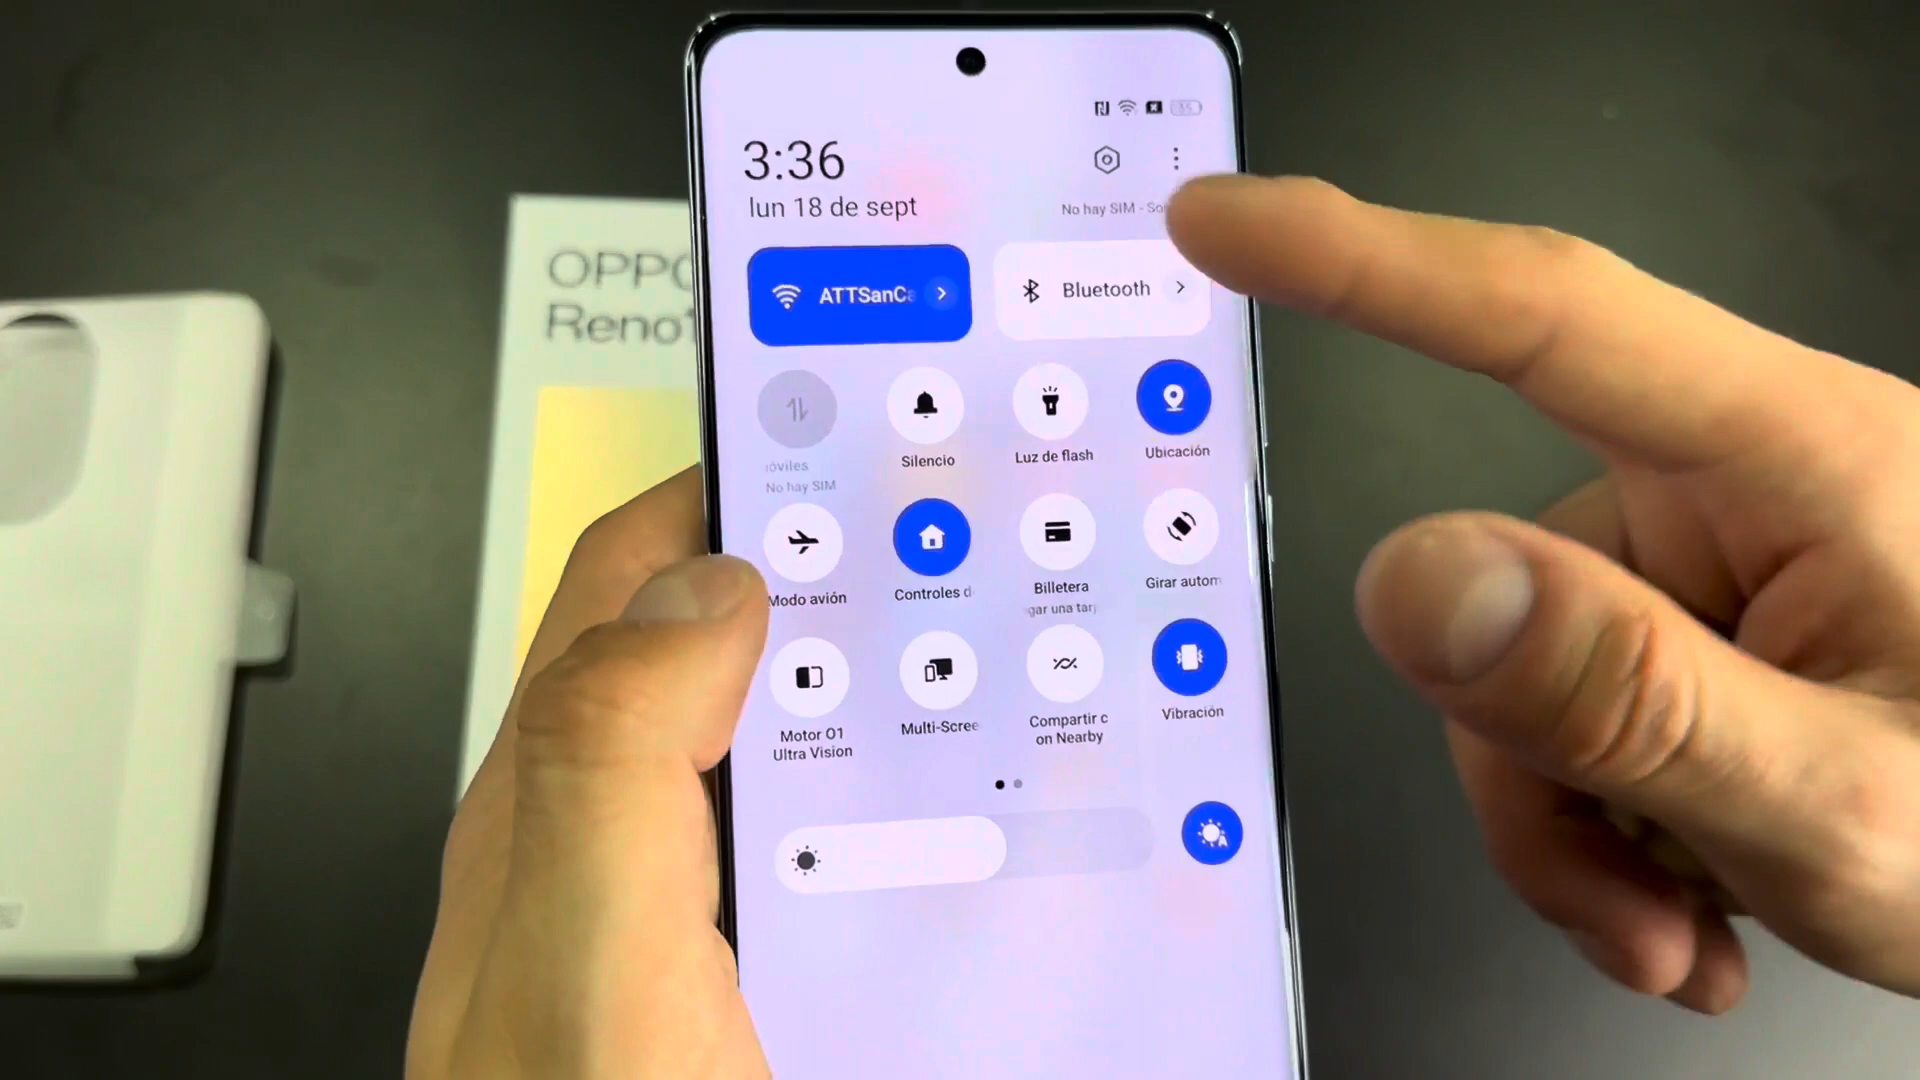 3:36
lun 18 de sept
No hay SIM - So
OPPO
Reno
ATTSanCa
Bluetooth
óviles
No hay SIM
Silencio
Luz de flash
Ubicación
Modo avión
Controles d
Billetera
gar una tarj
Girar autom
Motor O1
Ultra Vision
Multi-Scree
Compartir c
on Nearby
Vibración
A